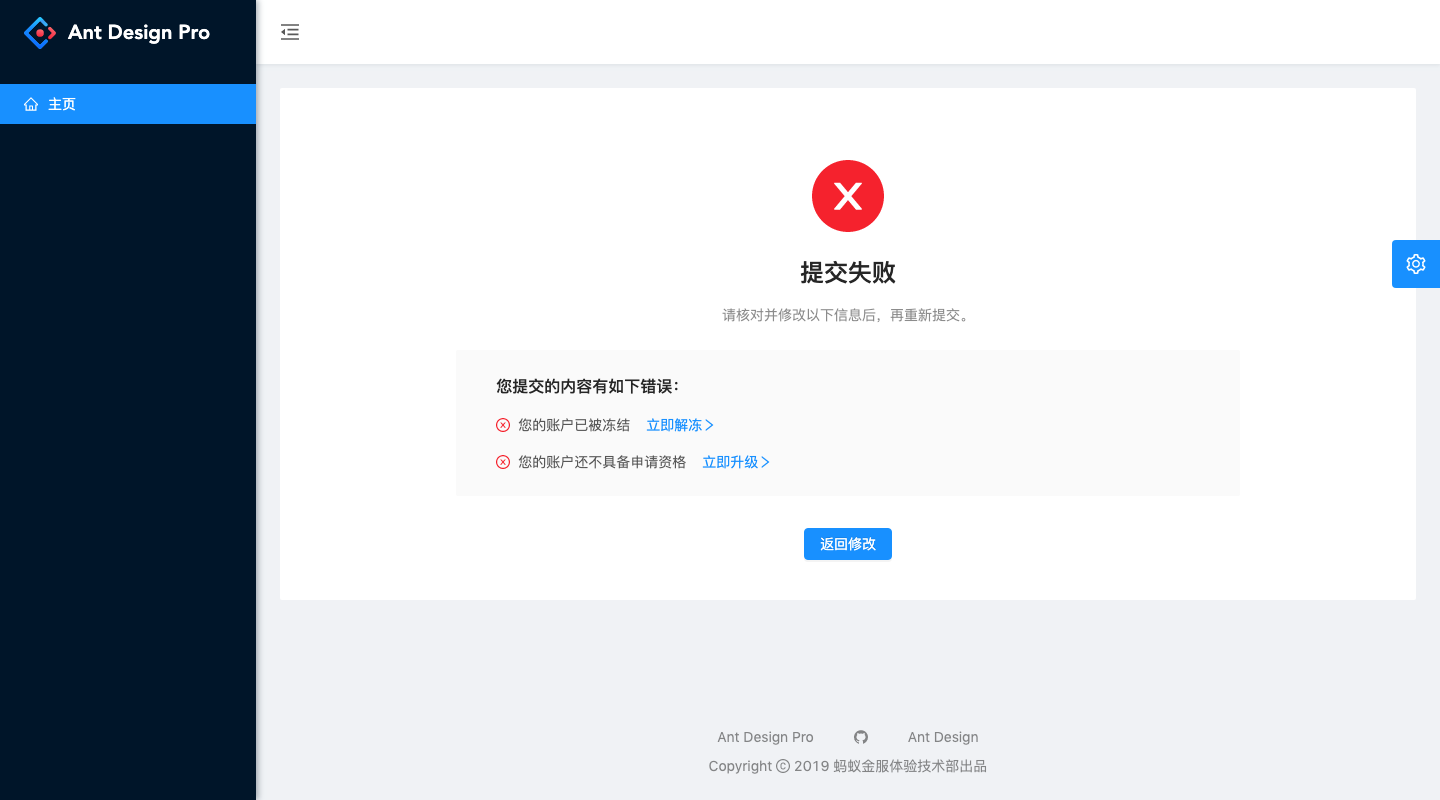 Ant Design Pro
主页
提交失败
请核对并修改以下信息后，再重新提交。
您提交的内容有如下错误：
您的账户已被冻结 立即解冻
您的账户还不具备申请资格 立即升级
返回修改
Ant Design Pro Ant Design
Copyright © 2019 蚂蚁金服体验技术部出品